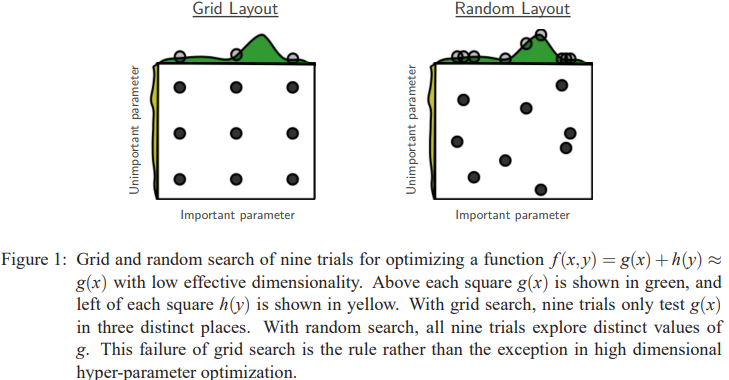 Grid Layout
Random Layout
Unimportant parameter
Unimportant parameter
Important parameter
Important parameter
Figure 1: Grid and random search of nine trials for optimizing a function f(x,y) = g(x)+h(y) ≈
g(x) with low effective dimensionality. Above each square g(x) is shown in green, and
left of each square h(y) is shown in yellow. With grid search, nine trials only test g(x)
in three distinct places. With random search, all nine trials explore distinct values of
g. This failure of grid search is the rule rather than the exception in high dimensional
hyper-parameter optimization.